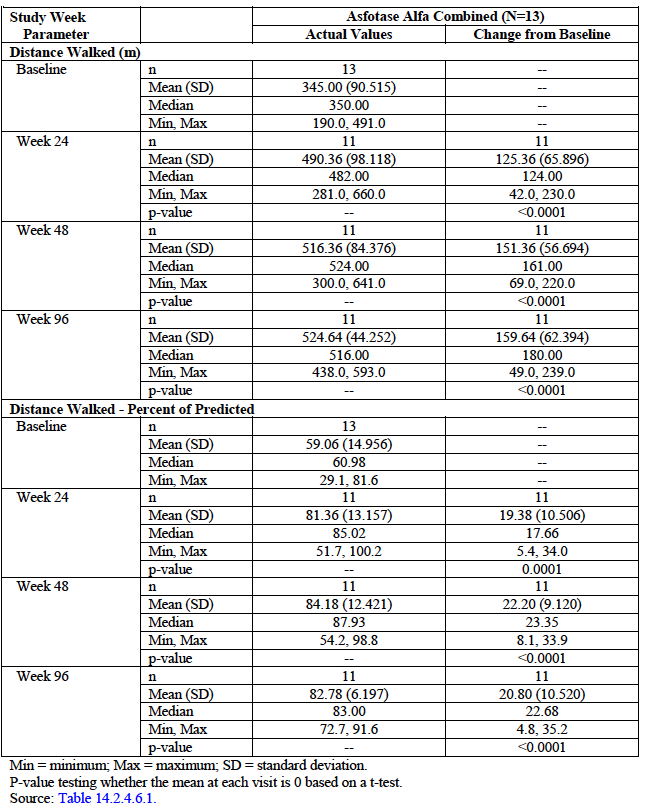 Study Week Parameter Asfotase Alfa Combined (N=13)
Actual Values Change from Baseline
Distance Walked (m)
Baseline n 13 --
Mean (SD) 345.00 (90.515) --
Median 350.00 --
Min, Max 190.0, 491.0 --
Week 24 n 11 11
Mean (SD) 490.36 (98.118) 125.36 (65.896)
Median 482.00 124.00
Min, Max 281.0, 660.0 42.0, 230.0
p-value -- <0.0001
Week 48 n 11 11
Mean (SD) 516.36 (84.376) 151.36 (56.694)
Median 524.00 161.00
Min, Max 300.0, 641.0 69.0, 220.0
p-value -- <0.0001
Week 96 n 11 11
Mean (SD) 524.64 (44.252) 159.64 (62.394)
Median 516.00 180.00
Min, Max 438.0, 593.0 49.0, 239.0
p-value -- <0.0001
Distance Walked - Percent of Predicted
Baseline n 13 --
Mean (SD) 59.06 (14.956) --
Median 60.98 --
Min, Max 29.1, 81.6 --
Week 24 n 11 11
Mean (SD) 81.36 (13.157) 19.38 (10.506)
Median 85.02 17.66
Min, Max 51.7, 100.2 5.4, 34.0
p-value -- 0.0001
Week 48 n 11 11
Mean (SD) 84.18 (12.421) 22.20 (9.120)
Median 87.93 23.35
Min, Max 54.2, 98.8 8.1, 33.9
p-value -- <0.0001
Week 96 n 11 11
Mean (SD) 82.78 (6.197) 20.80 (10.520)
Median 83.00 22.68
Min, Max 72.7, 91.6 4.8, 35.2
p-value -- <0.0001
Min = minimum; Max = maximum; SD = standard deviation.
P-value testing whether the mean at each visit is 0 based on a t-test.
Source: Table 14.2.4.6.1.